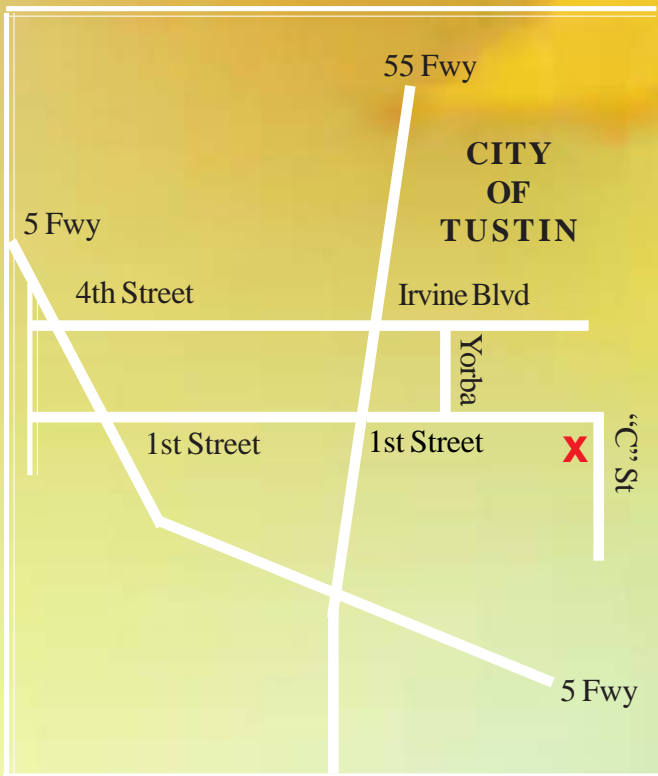 55 Fwy
CITY
OF
TUSTIN
5 Fwy
4th Street
Irvine Blvd
Yorba
1st Street
1st Street
X
“C” St
5 Fwy